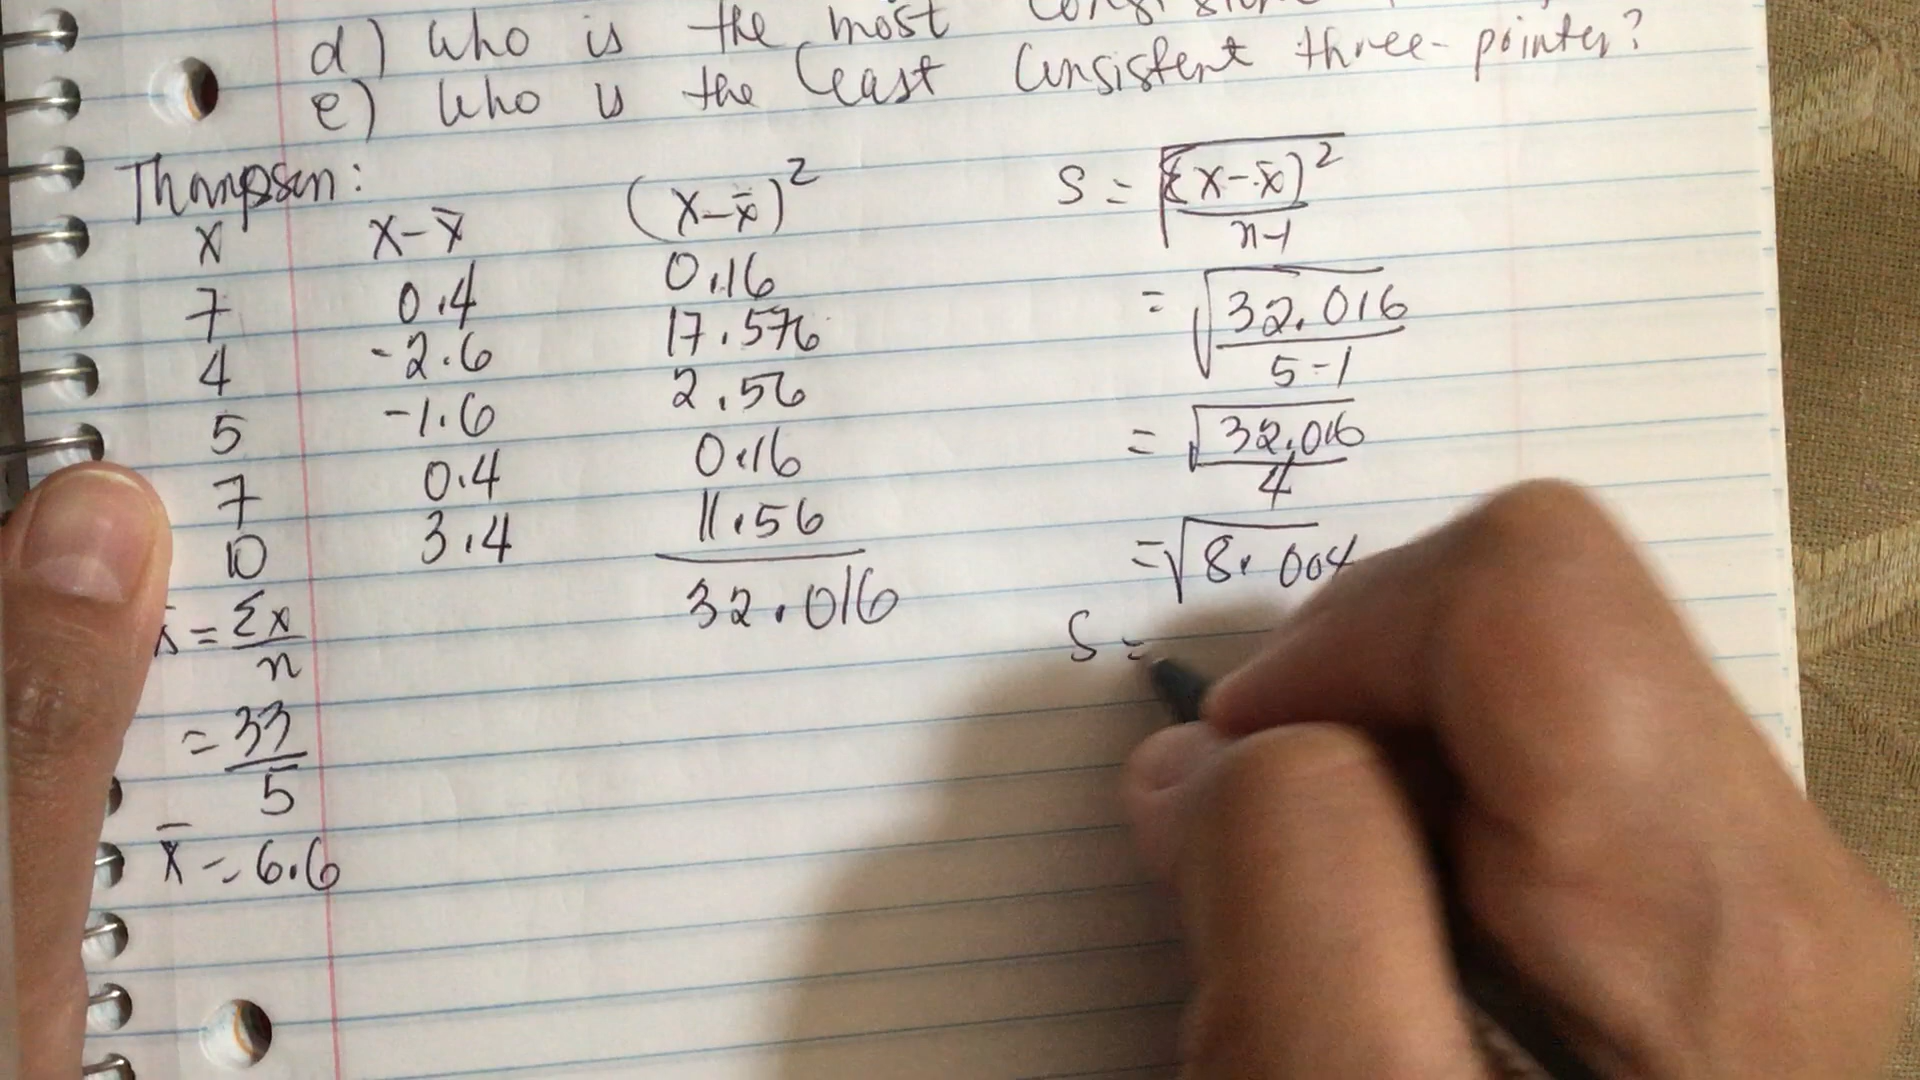 d) Who is the most
e) Who is the least consistent three-pointer?
Thompson:
x x-x̄ (x-x̄)²
7 0.4 0.16
4 -2.6 17.576
5 -1.6 2.56
7 0.4 0.16
10 3.4 11.56
32.016
x̄ = Σx/n
= 33/5
x̄ = 6.6
S = √(Σ(x-x̄)²/n-1)
= √(32.016/5-1)
= √(32.016/4)
= √8.004
S =